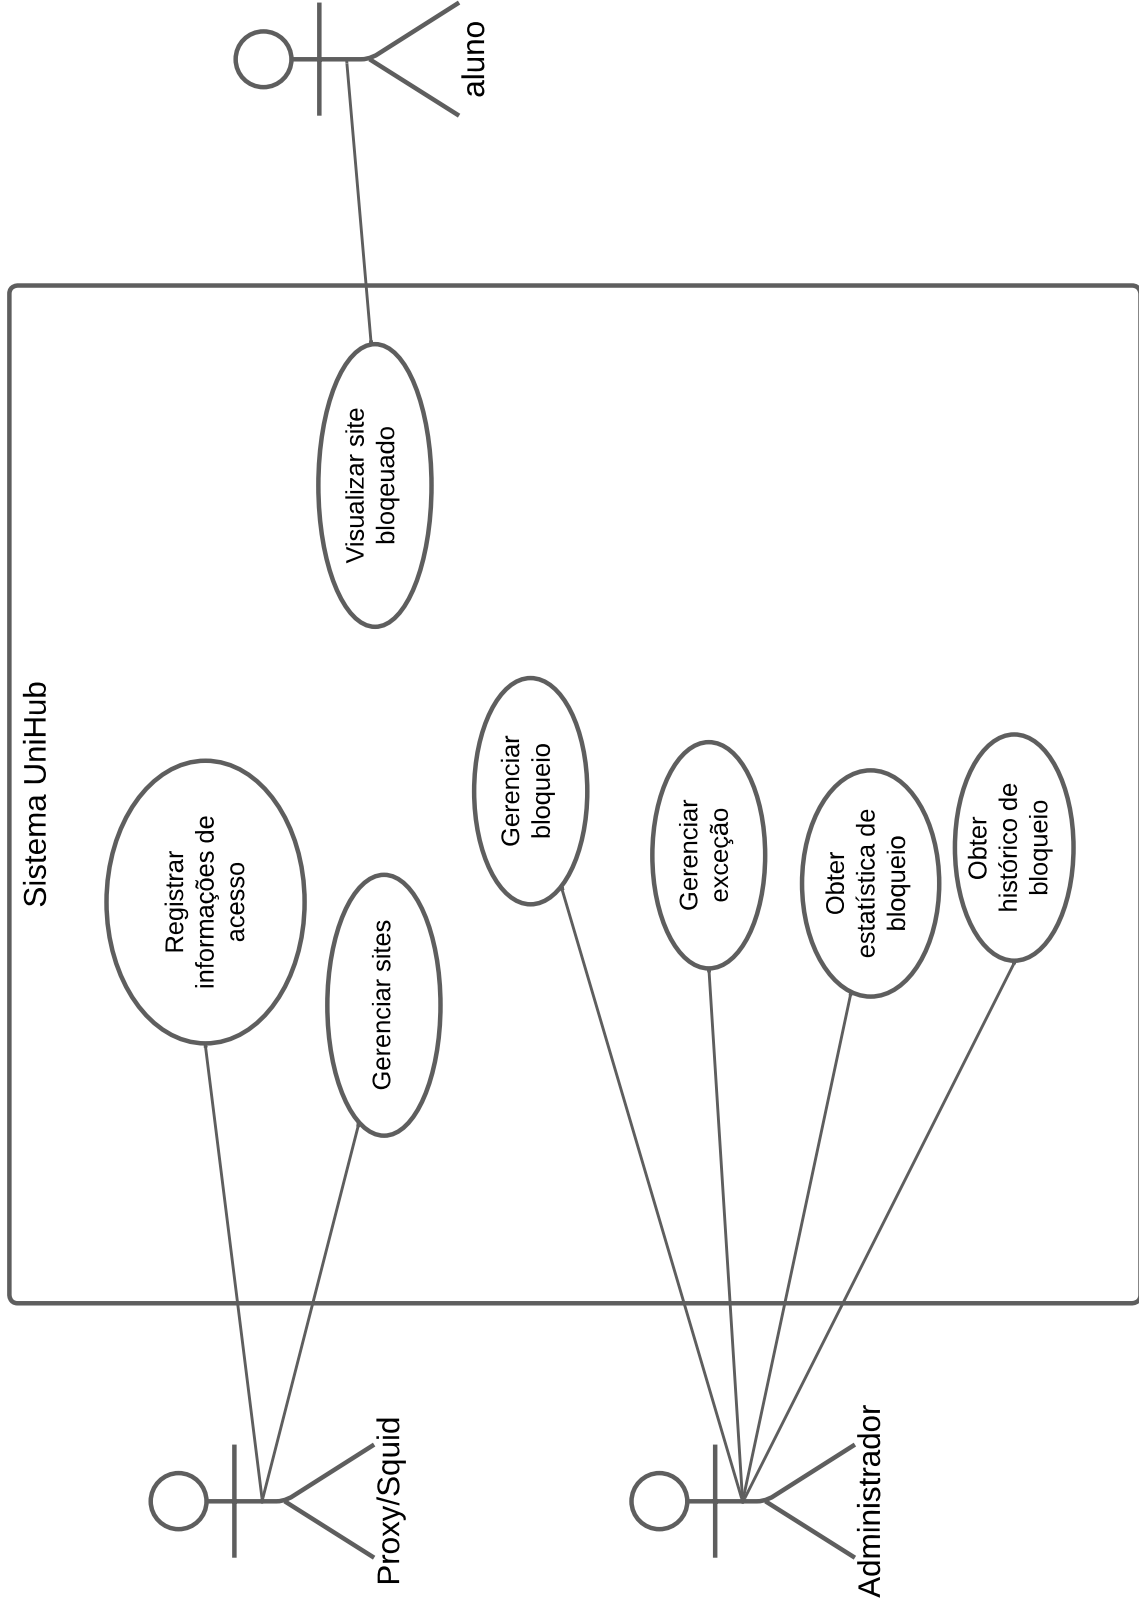 Sistema UniHub
Registrar
informações de
acesso
Gerenciar sites
Visualizar site
bloqeuado
Gerenciar
bloqueio
Gerenciar
exceção
Obter
estatística de
bloqueio
Obter
histórico de
bloqueio
Proxy/Squid
Administrador
aluno